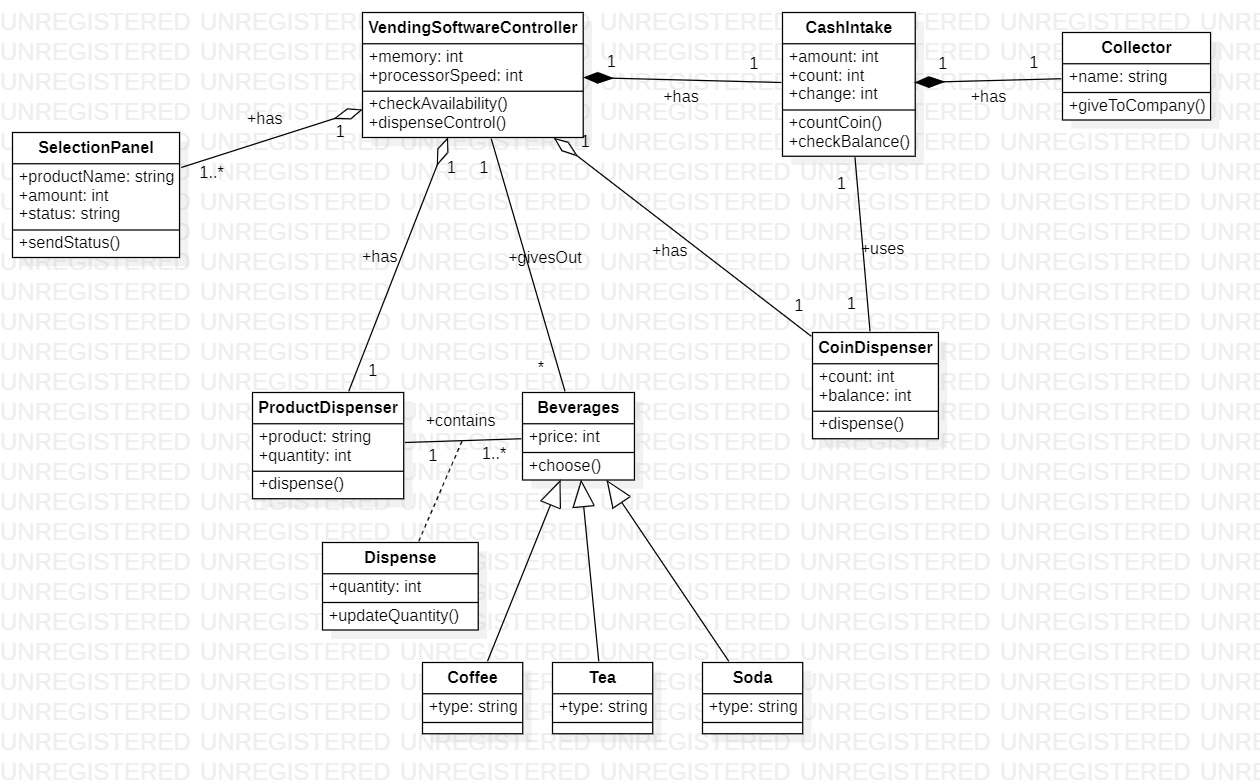 VendingSoftwareController
+memory: int
+processorSpeed: int
+checkAvailability()
+dispenseControl()
CashIntake
+amount: int
+count: int
+change: int
+countCoin()
+checkBalance()
Collector
+name: string
+giveToCompany()
1
1
+has
1
1
+has
SelectionPanel
+productName: string
+amount: int
+status: string
+sendStatus()
+has
1
1..*
1
+has
1
1
+givesOut
*
1
+has
1
1
+uses
1
CoinDispenser
+count: int
+balance: int
+dispense()
ProductDispenser
+product: string
+quantity: int
+dispense()
+contains
1
1..*
Beverages
+price: int
+choose()
Dispense
+quantity: int
+updateQuantity()
Coffee
+type: string
Tea
+type: string
Soda
+type: string
UNREGISTERED